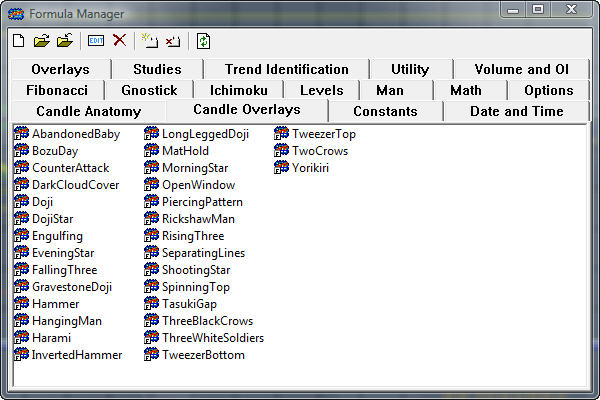 Formula Manager
EDIT
Overlays Studies Trend Identification Utility Volume and OI
Fibonacci Gnostick Ichimoku Levels Man Math Options
Candle Anatomy Candle Overlays Constants Date and Time
AbandonedBaby LongLeggedDoji TweezerTop
BozuDay MatHold TwoCrows
CounterAttack MorningStar Yorikiri
DarkCloudCover OpenWindow
Doji PiercingPattern
DojiStar RickshawMan
Engulfing RisingThree
EveningStar SeparatingLines
FallingThree ShootingStar
GravestoneDoji SpinningTop
Hammer TasukiGap
HangingMan ThreeBlackCrows
Harami ThreeWhiteSoldiers
InvertedHammer TweezerBottom